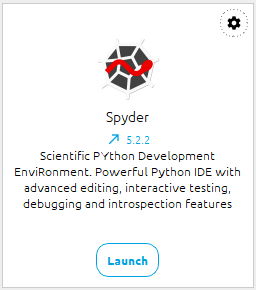 Spyder
5.2.2
Scientific PYthon Development
EnviRonment. Powerful Python IDE with
advanced editing, interactive testing,
debugging and introspection features
Launch